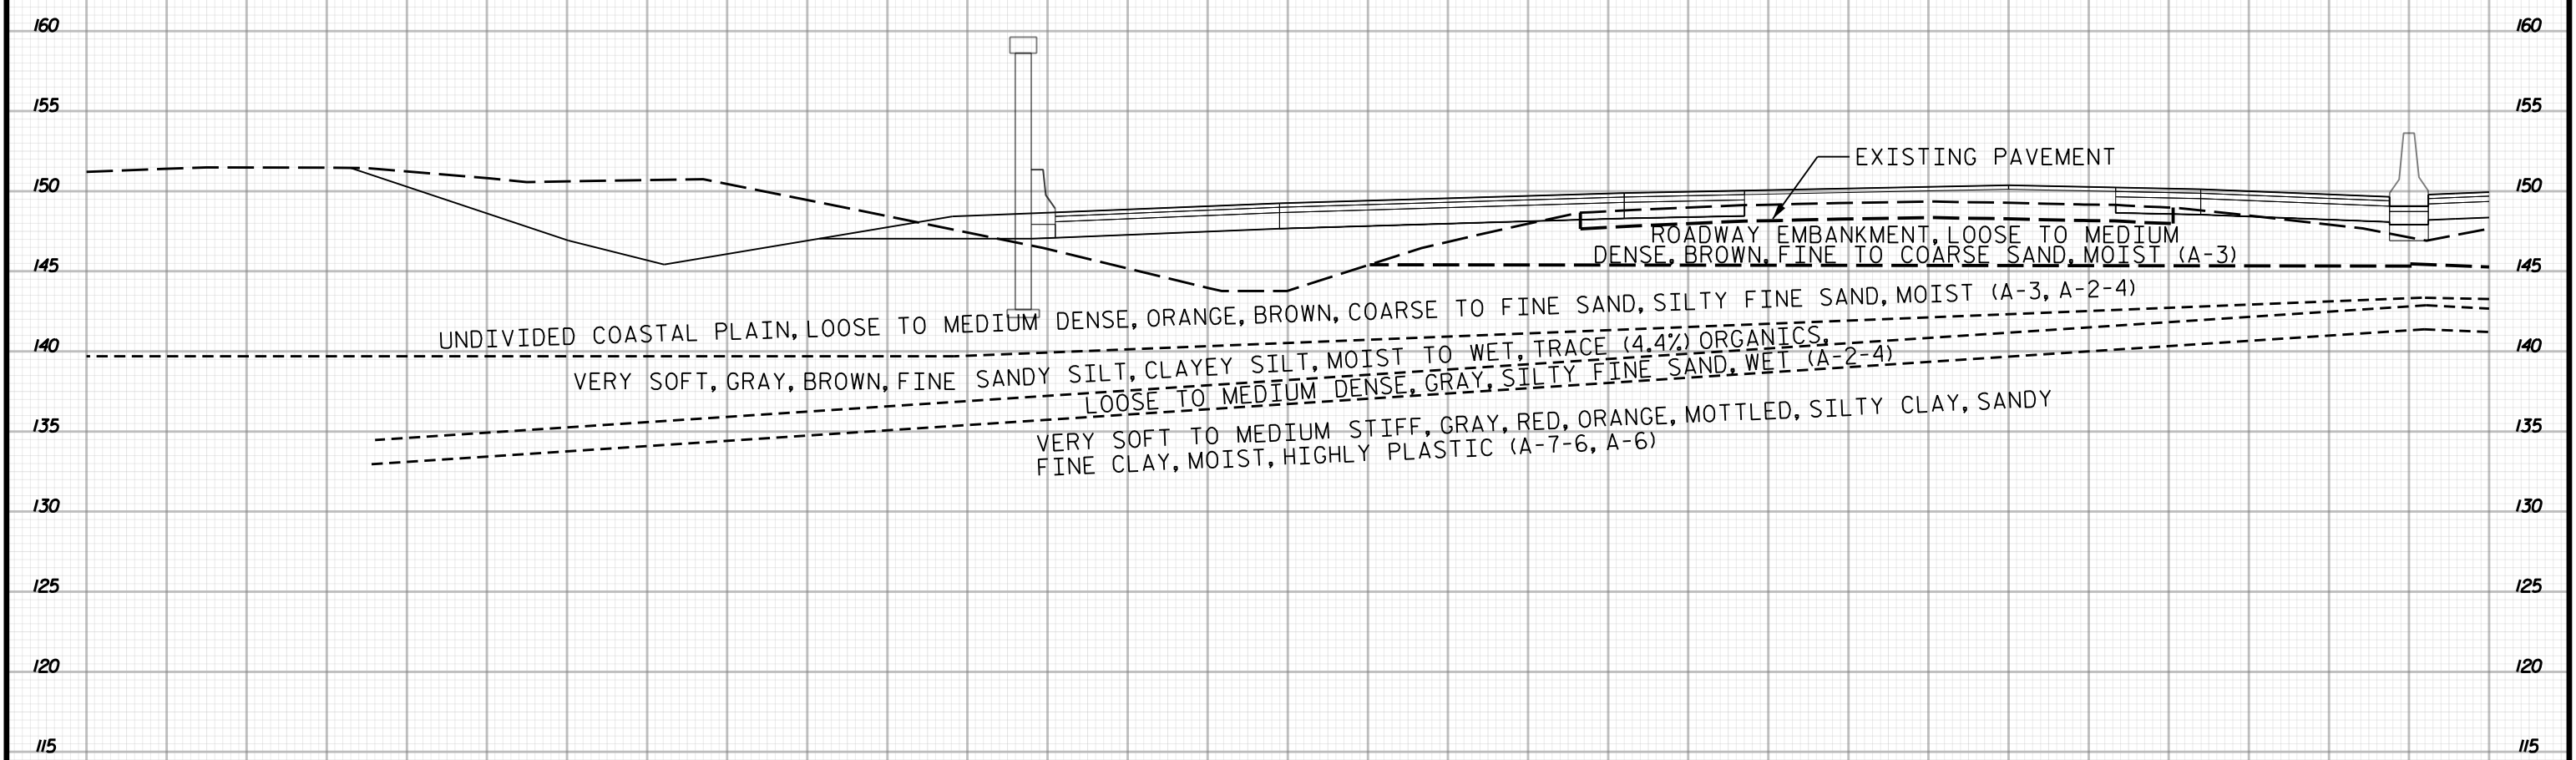 160 160
155 155
EXISTING PAVEMENT
150 150
ROADWAY EMBANKMENT, LOOSE TO MEDIUM
DENSE, BROWN, FINE TO COARSE SAND, MOIST (A-3)
145 145
UNDIVIDED COASTAL PLAIN, LOOSE TO MEDIUM DENSE, ORANGE, BROWN, COARSE TO FINE SAND, SILTY FINE SAND, MOIST (A-3, A-2-4)
140 140
VERY SOFT, GRAY, BROWN, FINE SANDY SILT, CLAYEY SILT, MOIST TO WET, TRACE (4.4%) ORGANICS,
LOOSE TO MEDIUM DENSE, GRAY, SILTY FINE SAND, WET (A-2-4)
135 135
VERY SOFT TO MEDIUM STIFF, GRAY, RED, ORANGE, MOTTLED, SILTY CLAY, SANDY
FINE CLAY, MOIST, HIGHLY PLASTIC (A-7-6, A-6)
130 130
125 125
120 120
115 115